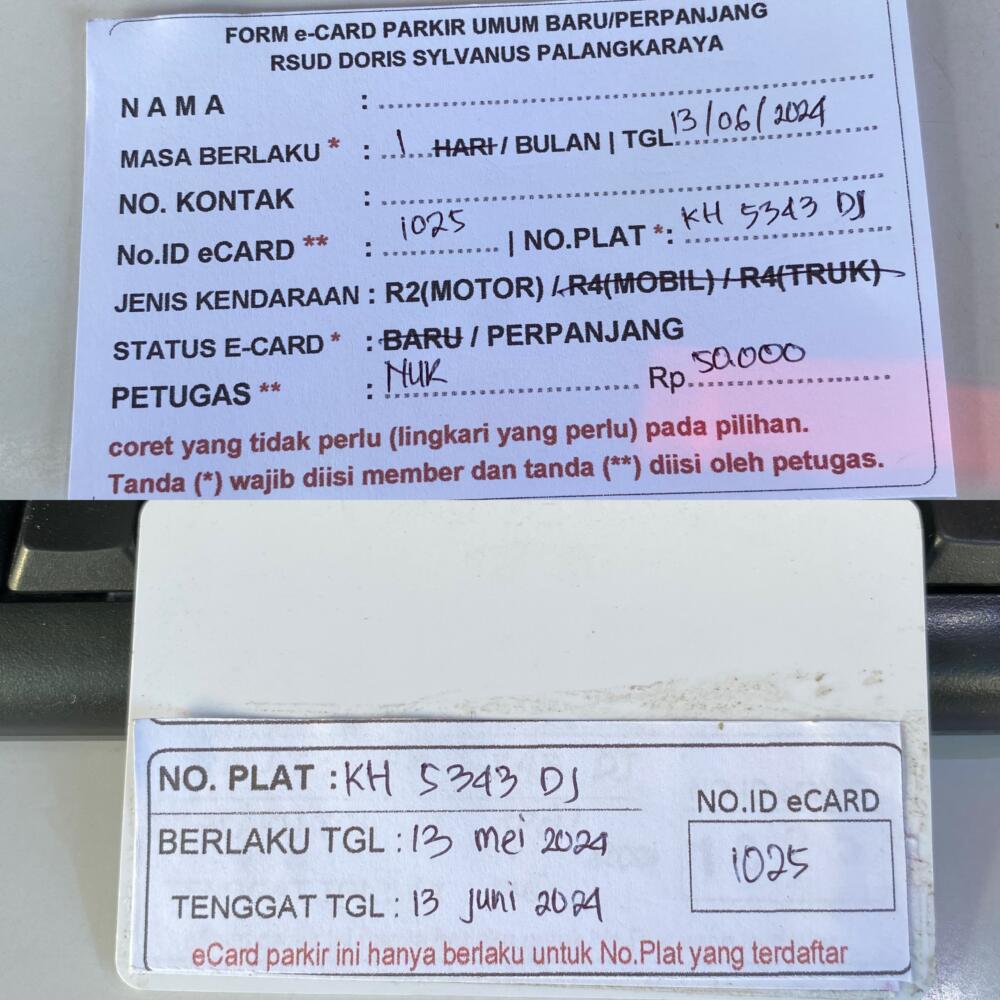 FORM e-CARD PARKIR UMUM BARU/PERPANJANG
RSUD DORIS SYLVANUS PALANGKARAYA
NAMA :
MASA BERLAKU * : 1 HARI / BULAN | TGL 13/06/2024
NO. KONTAK :
No.ID eCARD ** : 1025 | NO.PLAT *: KH 5343 DJ
JENIS KENDARAAN : R2(MOTOR) / R4(MOBIL) / R4(TRUK)
STATUS E-CARD * : BARU / PERPANJANG
PETUGAS ** : NUR Rp 50.000
coret yang tidak perlu (lingkari yang perlu) pada pilihan.
Tanda (*) wajib diisi member dan tanda (**) diisi oleh petugas.
NO. PLAT : KH 5343 DJ
BERLAKU TGL : 13 mei 2024
TENGGAT TGL : 13 juni 2024
NO.ID eCARD
1025
eCard parkir ini hanya berlaku untuk No.Plat yang terdaftar